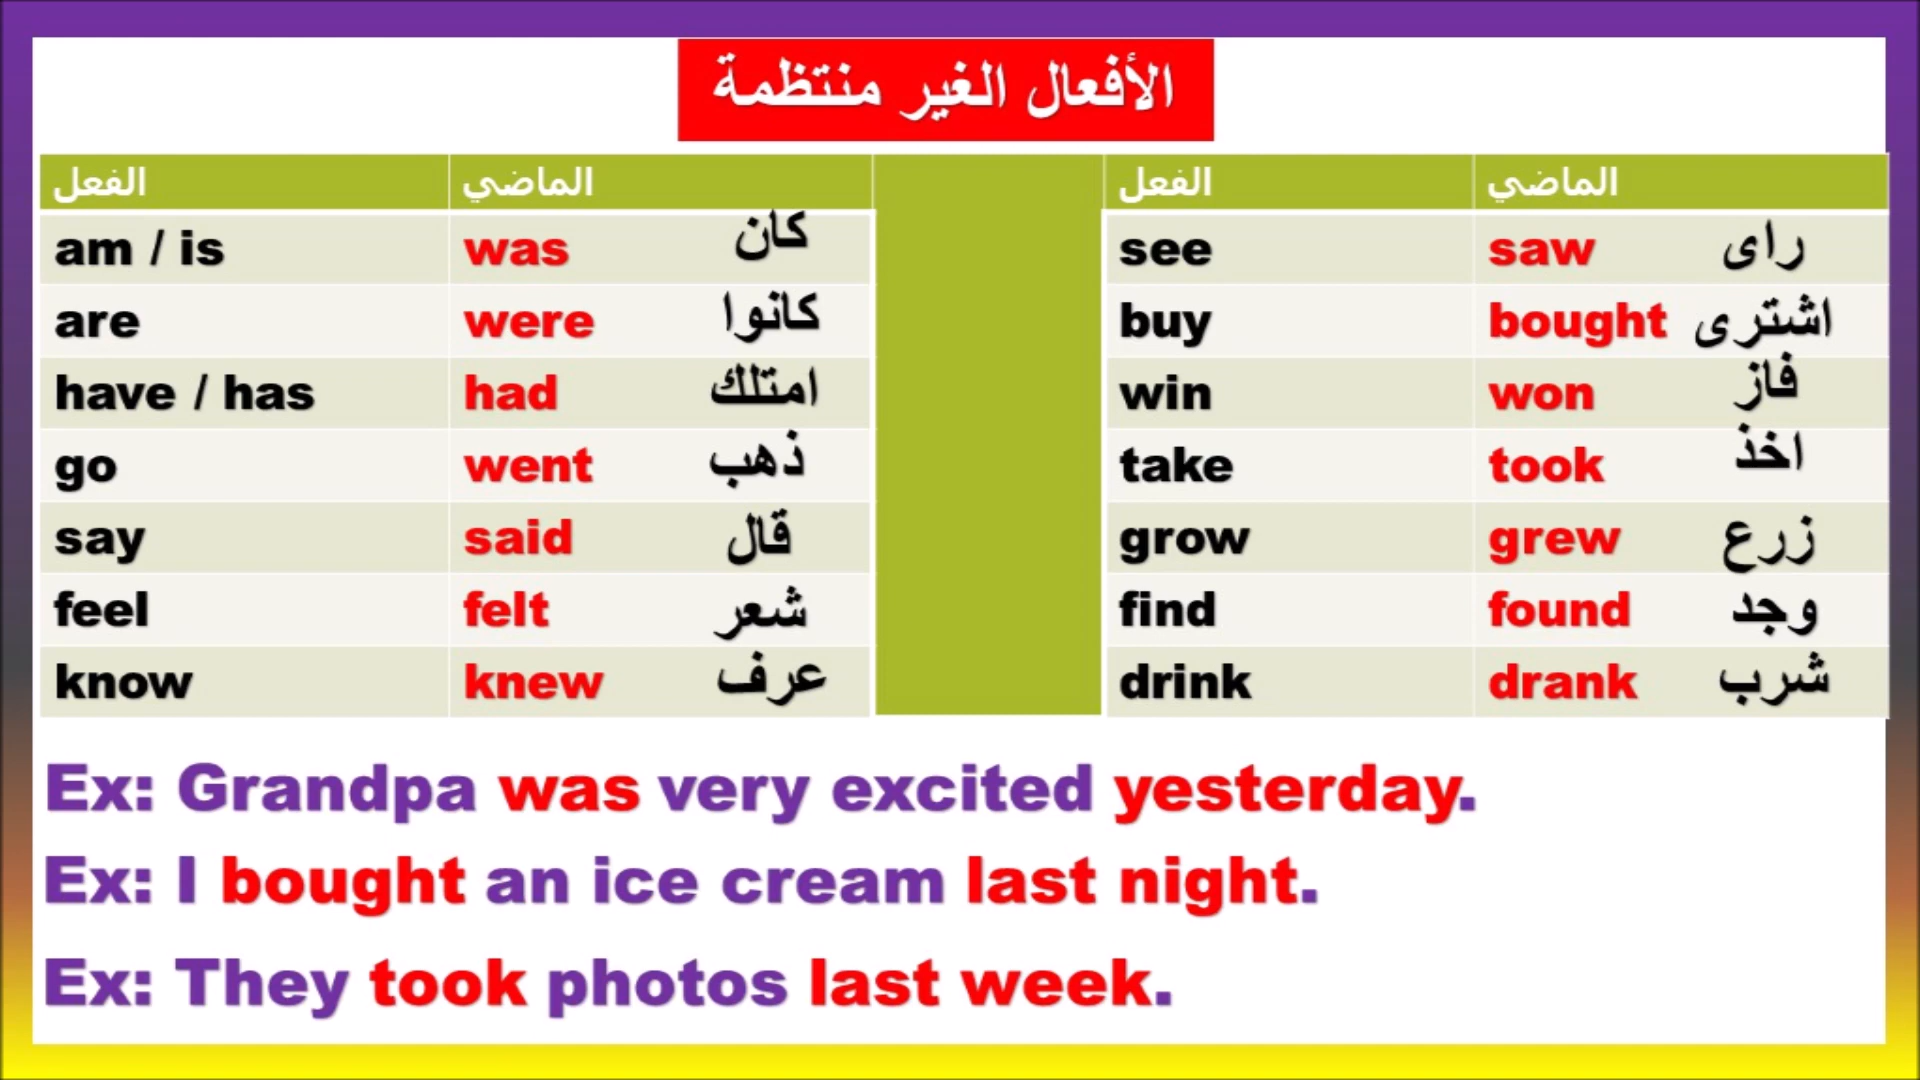 الأفعال الغير منتظمة
الفعل الماضي الفعل الماضي
am / is was كان see saw راى
are were كانوا buy bought اشترى
have / has had امتلك win won فاز
go went ذهب take took اخذ
say said قال grow grew زرع
feel felt شعر find found وجد
know knew عرف drink drank شرب
Ex: Grandpa was very excited yesterday.
Ex: I bought an ice cream last night.
Ex: They took photos last week.